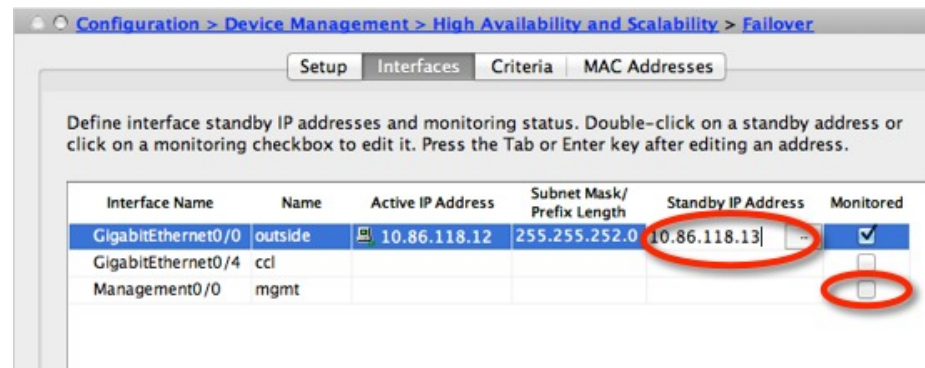 Configuration > Device Management > High Availability and Scalability > Failover
Setup Interfaces Criteria MAC Addresses
Define interface standby IP addresses and monitoring status. Double-click on a standby address or
click on a monitoring checkbox to edit it. Press the Tab or Enter key after editing an address.
Interface Name Name Active IP Address Subnet Mask/ Prefix Length Standby IP Address Monitored
GigabitEthernet0/0 outside 10.86.118.12 255.255.252.0 10.86.118.13 ..
GigabitEthernet0/4 ccl
Management0/0 mgmt